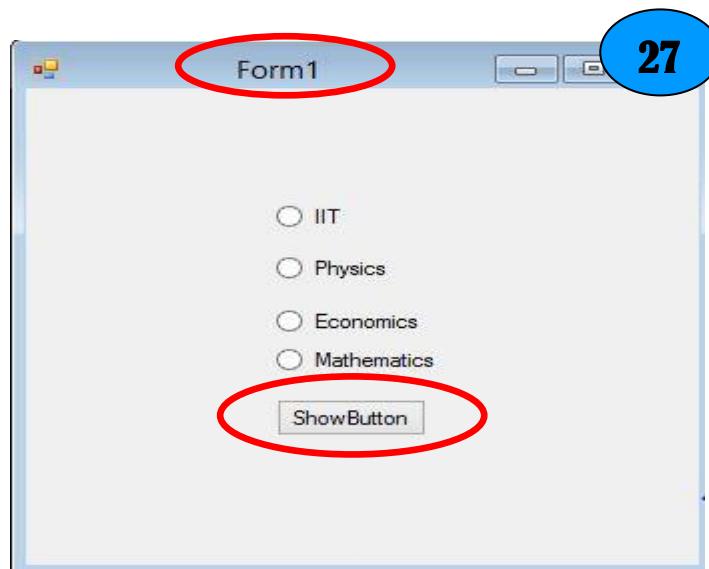 Form1
27
IIT
Physics
Economics
Mathematics
ShowButton